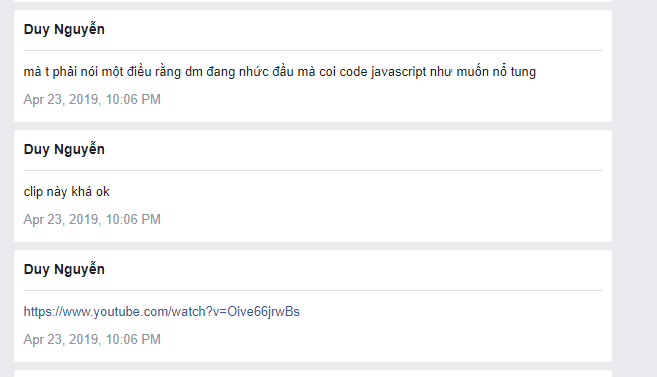 Duy Nguyễn
mà t phải nói một điều rằng dm đang nhức đầu mà coi code javascript như muốn nổ tung
Apr 23, 2019, 10:06 PM
Duy Nguyễn
clip này khá ok
Apr 23, 2019, 10:06 PM
Duy Nguyễn
https://www.youtube.com/watch?v=Oive66jrwBs
Apr 23, 2019, 10:06 PM